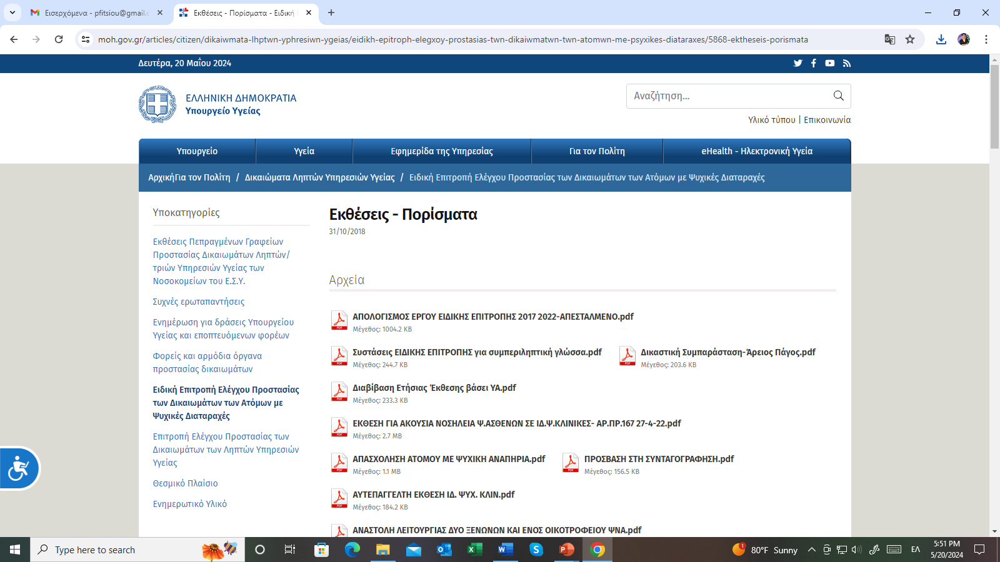 Εισερχόμενα - pfitsiou@gmail.c
Εκθέσεις - Πορίσματα - Ειδική
moh.gov.gr/articles/citizen/dikaiwmata-lhptwn-yphresiwn-ygeias/eidikh-epitroph-elegxoy-prostasias-twn-dikaiwmatwn-twn-atomwn-me-psyxikes-diataraxes/5868-ektheseis-porismata
Δευτέρα, 20 Μαΐου 2024
ΕΛΛΗΝΙΚΗ ΔΗΜΟΚΡΑΤΙΑ
Υπουργείο Υγείας
Αναζήτηση...
Υλικό τύπου | Επικοινωνία
Υπουργείο
Υγεία
Εφημερίδα της Υπηρεσίας
Για τον Πολίτη
eHealth - Ηλεκτρονική Υγεία
ΑρχικήΓια τον Πολίτη / Δικαιώματα Ληπτών Υπηρεσιών Υγείας / Ειδική Επιτροπή Ελέγχου Προστασίας των Δικαιωμάτων των Ατόμων με Ψυχικές Διαταραχές
Υποκατηγορίες
Εκθέσεις Πεπραγμένων Γραφείων
Προστασίας Δικαιωμάτων Ληπτών/
τριών Υπηρεσιών Υγείας των
Νοσοκομείων του Ε.Σ.Υ.
Συχνές ερωταπαντήσεις
Ενημέρωση για δράσεις Υπουργείου
Υγείας και εποπτευόμενων φορέων
Φορείς και αρμόδια όργανα
προστασίας δικαιωμάτων
Ειδική Επιτροπή Ελέγχου Προστασίας
των Δικαιωμάτων των Ατόμων με
Ψυχικές Διαταραχές
Επιτροπή Ελέγχου Προστασίας των
Δικαιωμάτων των Ληπτών Υπηρεσιών
Υγείας
Θεσμικό Πλαίσιο
Ενημερωτικό Υλικό
Εκθέσεις - Πορίσματα
31/10/2018
Αρχεία
ΑΠΟΛΟΓΙΣΜΟΣ ΕΡΓΟΥ ΕΙΔΙΚΗΣ ΕΠΙΤΡΟΠΗΣ 2017 2022-ΑΠΕΣΤΑΛΜΕΝΟ.pdf
Μέγεθος: 1004.2 KB
Συστάσεις ΕΙΔΙΚΗΣ ΕΠΙΤΡΟΠΗΣ για συμπεριληπτική γλώσσα.pdf
Μέγεθος: 244.7 KB
Δικαστική Συμπαράσταση-Άρειος Πάγος.pdf
Μέγεθος: 203.6 KB
Διαβίβαση Ετήσιας Έκθεσης βάσει ΥΑ.pdf
Μέγεθος: 233.3 KB
ΕΚΘΕΣΗ ΓΙΑ ΑΚΟΥΣΙΑ ΝΟΣΗΛΕΙΑ Ψ.ΑΣΘΕΝΩΝ ΣΕ ΙΔ.Ψ.ΚΛΙΝΙΚΕΣ- ΑΡ.ΠΡ.167 27-4-22.pdf
Μέγεθος: 2.7 MB
ΑΠΑΣΧΟΛΗΣΗ ΑΤΟΜΟΥ ΜΕ ΨΥΧΙΚΗ ΑΝΑΠΗΡΙΑ.pdf
Μέγεθος: 1.1 MB
ΠΡΟΣΒΑΣΗ ΣΤΗ ΣΥΝΤΑΓΟΓΡΑΦΗΣΗ.pdf
Μέγεθος: 156.5 KB
ΑΥΤΕΠΑΓΓΕΛΤΗ ΕΚΘΕΣΗ ΙΔ. ΨΥΧ. ΚΛΙΝ.pdf
Μέγεθος: 184.2 KB
ΑΝΑΣΤΟΛΗ ΛΕΙΤΟΥΡΓΙΑΣ ΔΥΟ ΞΕΝΩΝΩΝ ΚΑΙ ΕΝΟΣ ΟΙΚΟΤΡΟΦΕΙΟΥ ΨΝΑ.pdf
Type here to search
80°F Sunny
ΕΛ
5:51 PM
5/20/2024